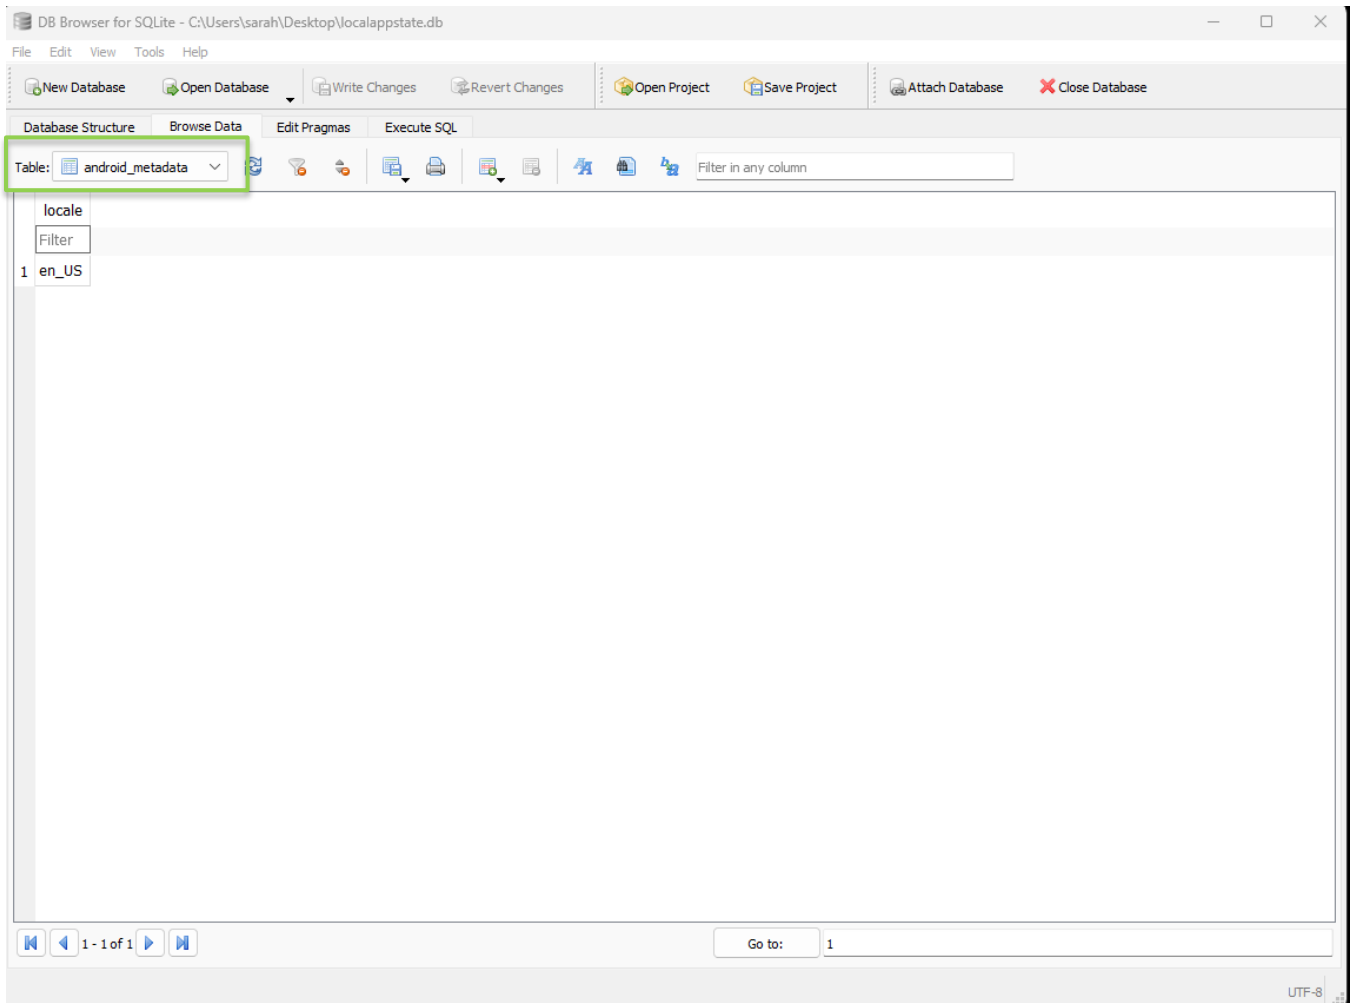 DB Browser for SQLite - C:\Users\sarah\Desktop\localappstate.db
File Edit View Tools Help
New Database Open Database Write Changes Revert Changes Open Project Save Project Attach Database Close Database
Database Structure Browse Data Edit Pragmas Execute SQL
Table: android_metadata Filter in any column
locale
Filter
1 en_US
1 - 1 of 1 Go to: 1
UTF-8